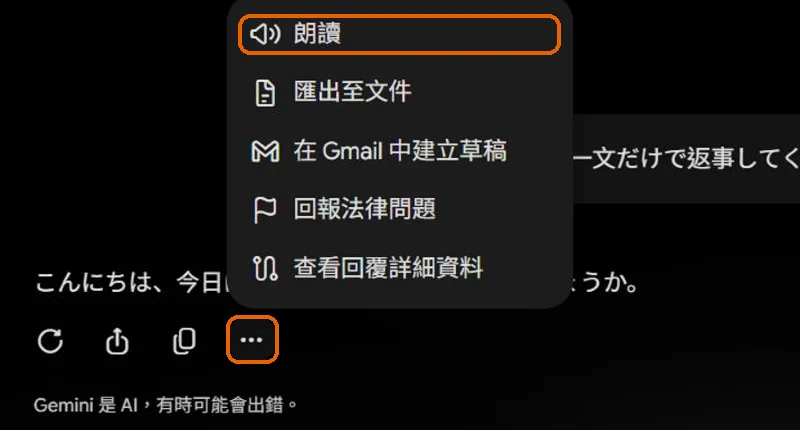 朗讀
匯出至文件
在 Gmail 中建立草稿
一文だけで返事してく
回報法律問題
查看回覆詳細資料
こんにちは、今日
ょうか。
Gemini 是 AI，有時可能會出錯。